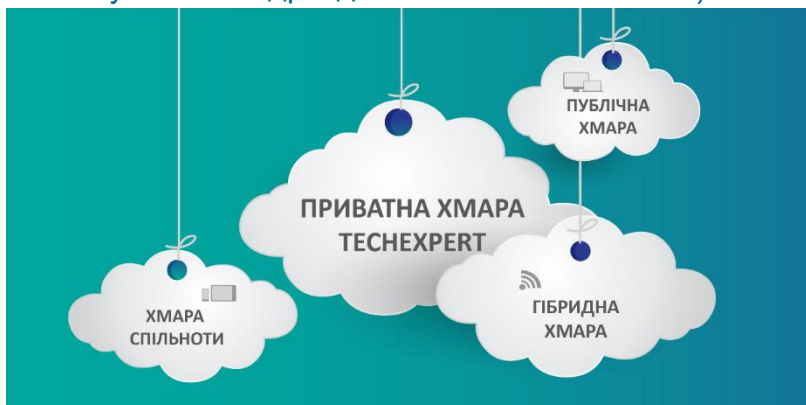 ПРИВАТНА ХМАРА
TECHEXPERT
ПУБЛІЧНА
ХМАРА
ХМАРА
СПІЛЬНОТИ
ГІБРИДНА
ХМАРА